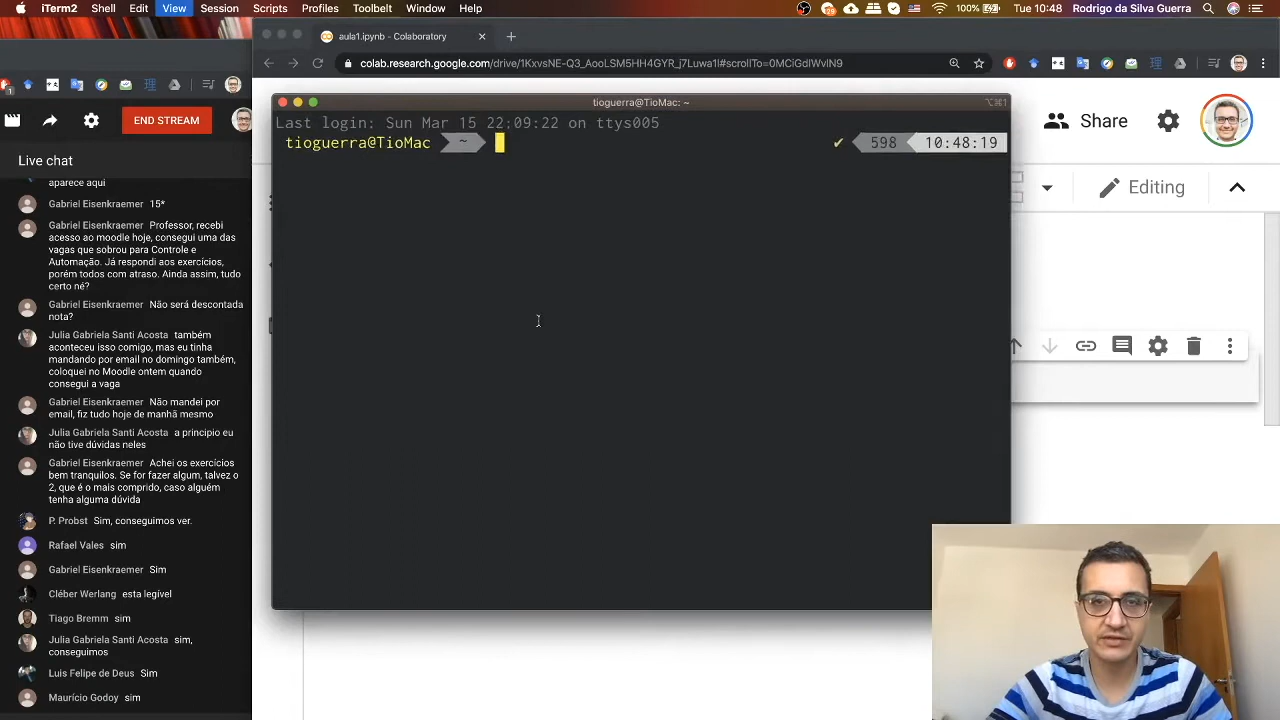 iTerm2 Shell Edit View Session Scripts Profiles Toolbelt Window Help
100% Tue 10:48 Rodrigo da Silva Guerra
aula1.ipynb - Colaboratory
colab.research.google.com/drive/1KxvsNE-Q3_AooLSM5HH4GYR_j7Luwa1l#scrollTo=0MCiGdIWvlN9
END STREAM
Live chat
aparece aqui
Gabriel Eisenkraemer 15*
Gabriel Eisenkraemer Professor, recebi
acesso ao moodle hoje, consegui uma das
vagas que sobrou para Controle e
Automação. Já respondi aos exercícios,
porém todos com atraso. Ainda assim, tudo
certo né?
Gabriel Eisenkraemer Não será descontada
nota?
Julia Gabriela Santi Acosta também
aconteceu isso comigo, mas eu tinha
mandando por email no domingo também,
coloquei no Moodle ontem quando
consegui a vaga
Gabriel Eisenkraemer Não mandei por
email, fiz tudo hoje de manhã mesmo
Julia Gabriela Santi Acosta a principio eu
não tive dúvidas neles
Gabriel Eisenkraemer Achei os exercícios
bem tranquilos. Se for fazer algum, talvez o
2, que é o mais comprido, caso alguém
tenha alguma dúvida
P. Probst Sim, conseguimos ver.
Rafael Vales sim
Gabriel Eisenkraemer Sim
Cléber Werlang esta legível
Tiago Bremm sim
Julia Gabriela Santi Acosta sim,
conseguimos
Luis Felipe de Deus Sim
Maurício Godoy sim
tioguerra@TioMac: ~
⌥⌘1
Last login: Sun Mar 15 22:09:22 on ttys005
tioguerra@TioMac ~ ✔ 598 10:48:19
Share
Editing